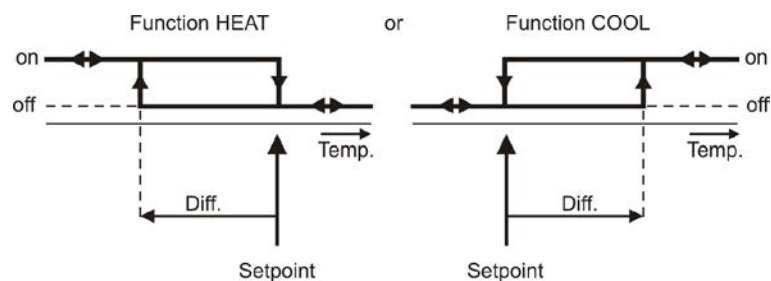 Function HEAT or Function COOL
on on
off off
Temp. Temp.
Diff. Diff.
Setpoint Setpoint